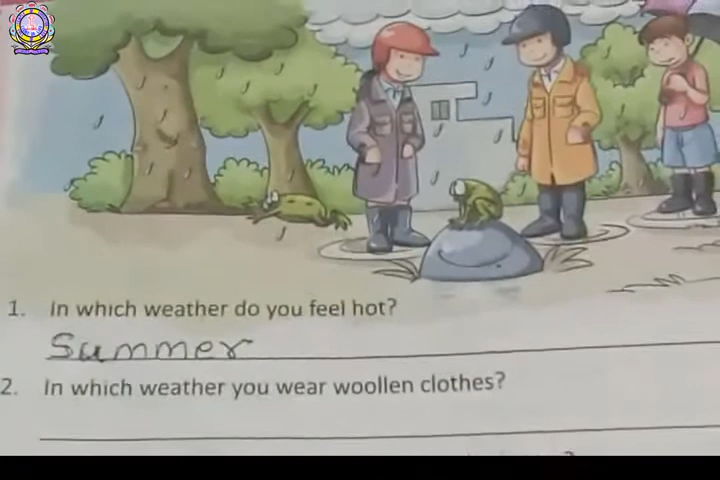 1. In which weather do you feel hot?
Summer
2. In which weather you wear woollen clothes?